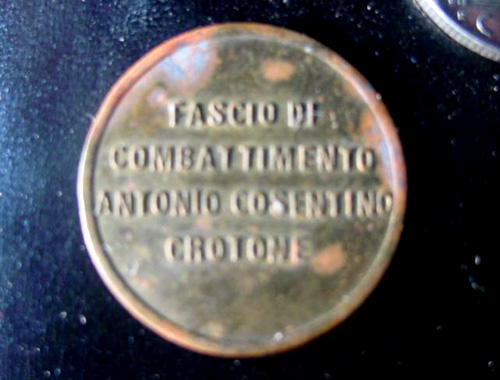 FASCIO DI
COMBATTIMENTO
ANTONIO COSENTINO
CROTONE